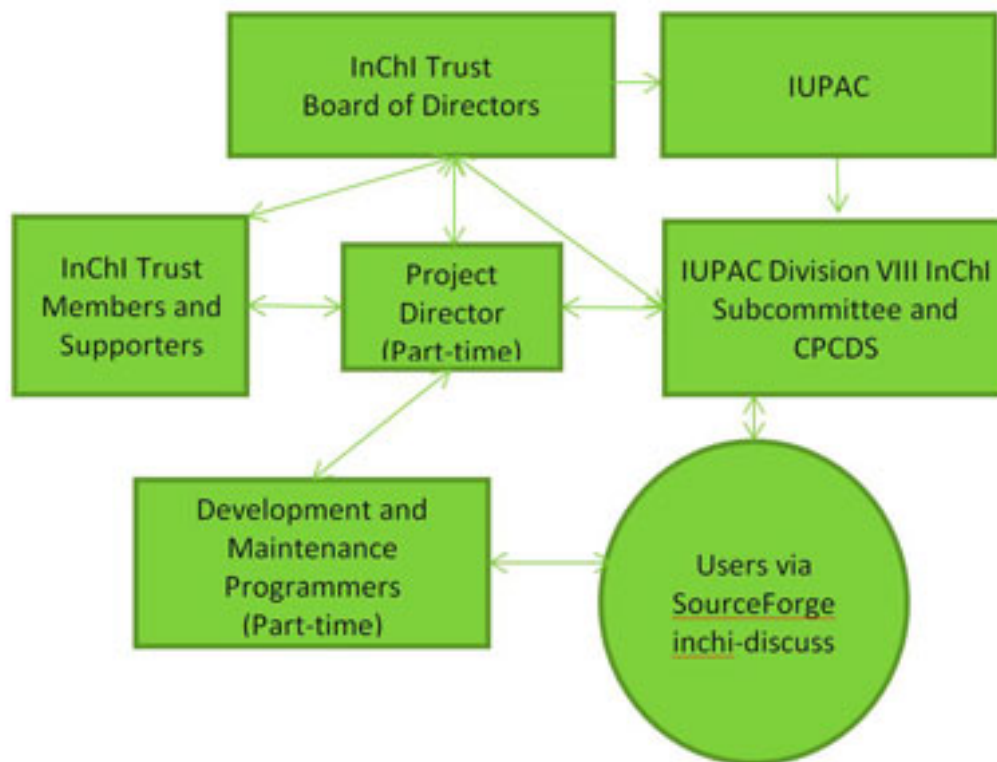 InChI Trust
Board of Directors
IUPAC
InChI Trust
Members and
Supporters
Project
Director
(Part-time)
IUPAC Division VIII InChI
Subcommittee and
CPCDS
Development and
Maintenance
Programmers
(Part-time)
Users via
SourceForge
inchi-discuss